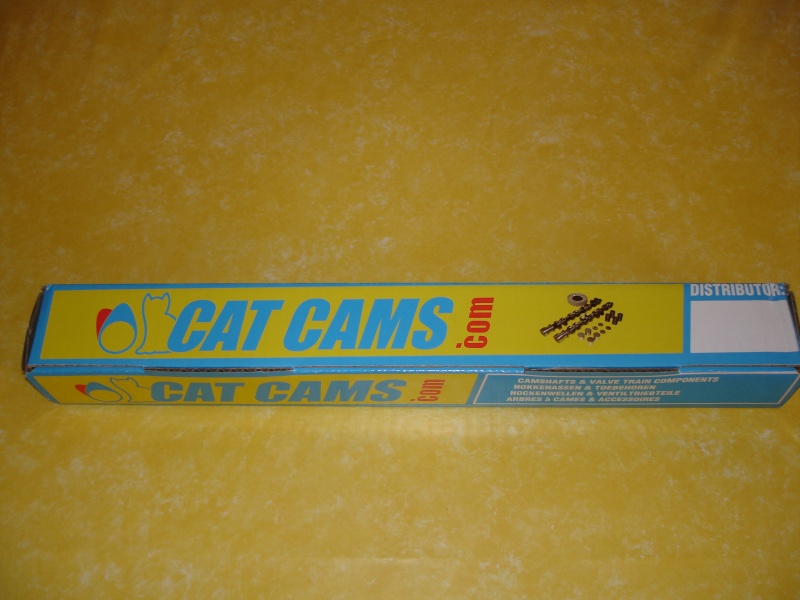 CAT CAMS.com
DISTRIBUTOR:
CAT CAMS.com
CAMSHAFTS & VALVE TRAIN COMPONENTS
NOKKENASSEN & TOEBEHOREN
NOCKENWELLEN & VENTILTRIEBTEILE
ARBRES à CAMES & ACCESSOIRES